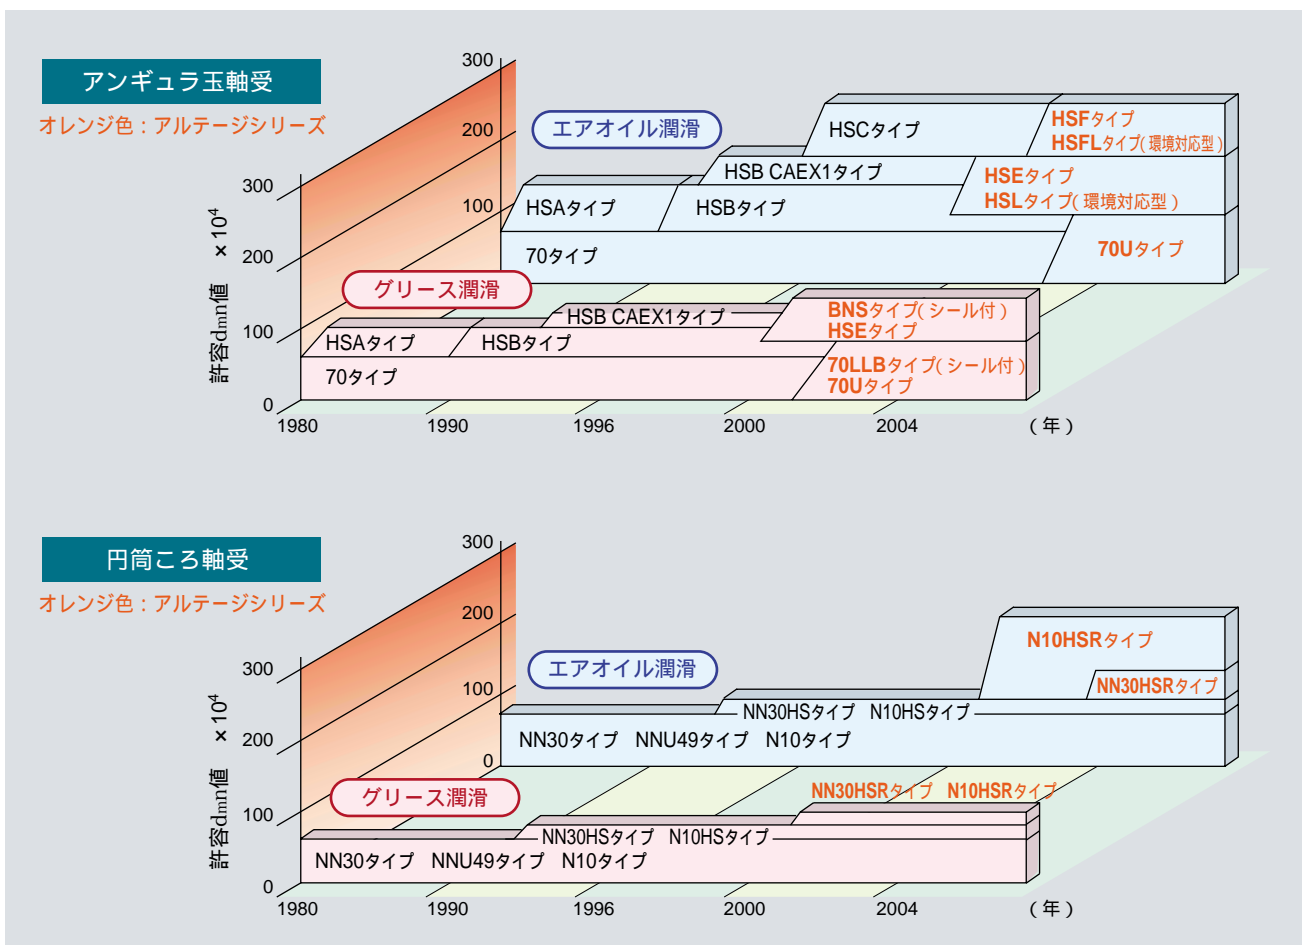 アンギュラ玉軸受
オレンジ色：アルテージシリーズ
300
200
100
エアオイル潤滑
HSCタイプ
HSFタイプ
HSFLタイプ(環境対応型)
HSB CAEX1タイプ
HSEタイプ
HSLタイプ(環境対応型)
HSAタイプ
HSBタイプ
70タイプ
70Uタイプ
許容dmn値 ×10⁴
300
200
100
0
グリース潤滑
HSB CAEX1タイプ
BNSタイプ(シール付)
HSEタイプ
HSAタイプ
HSBタイプ
70タイプ
70LLBタイプ(シール付)
70Uタイプ
1980 1990 1996 2000 2004 (年)
円筒ころ軸受
オレンジ色：アルテージシリーズ
300
200
100
0
エアオイル潤滑
N10HSRタイプ
NN30HSRタイプ
NN30HSタイプ N10HSタイプ
NN30タイプ NNU49タイプ N10タイプ
許容dmn値 ×10⁴
300
200
100
0
グリース潤滑
NN30HSRタイプ N10HSRタイプ
NN30HSタイプ N10HSタイプ
NN30タイプ NNU49タイプ N10タイプ
1980 1990 1996 2000 2004 (年)